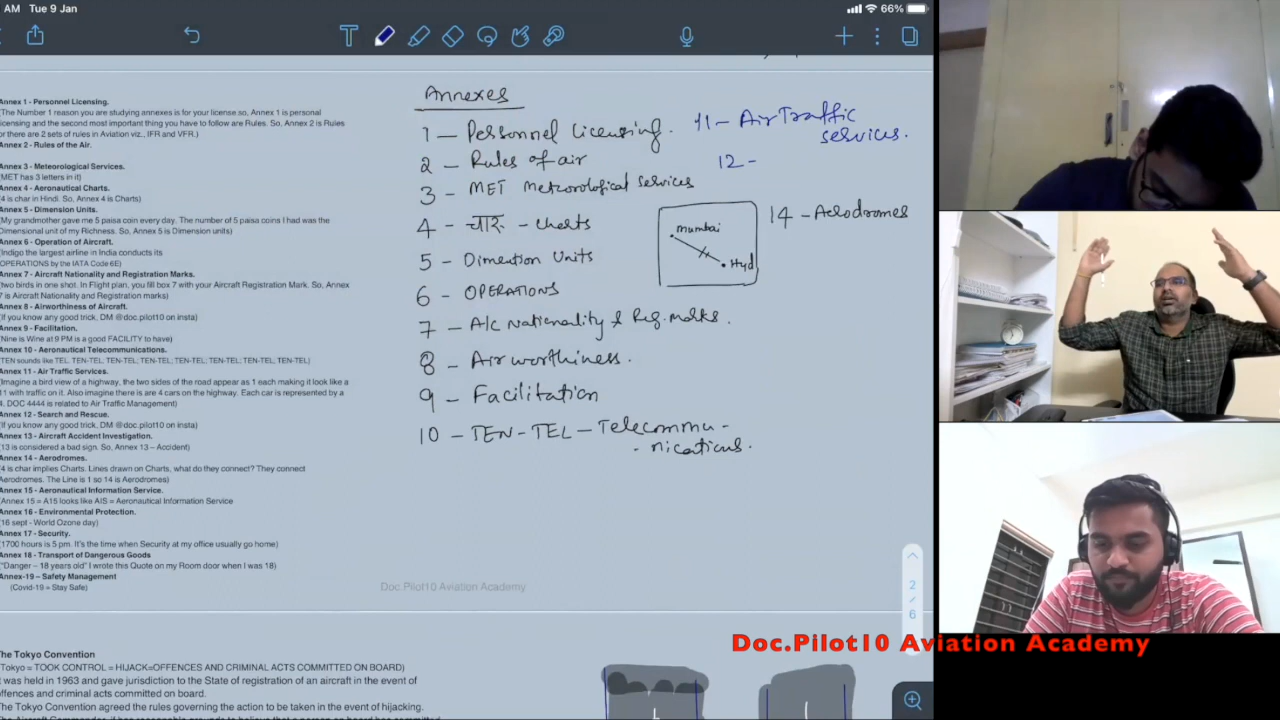 AM Tue 9 Jan
66%
Annex 1 - Personnel Licensing.
(The Number 1 reason you are studying annexes is for your license so, Annex 1 is personal
licensing and the second most important thing you have to follow are Rules. So, Annex 2 is Rules
or there are 2 sets of rules in Aviation viz., IFR and VFR.)
Annex 2 - Rules of the Air.
Annex 3 - Meteorological Services.
(MET has 3 letters in it)
Annex 4 - Aeronautical Charts.
(4 is char in Hindi. So, Annex 4 is Charts)
Annex 5 - Dimension Units.
(My grandmother gave me 5 paisa coin every day. The number of 5 paisa coins I had was the
Dimensional unit of my Richness. So, Annex 5 is Dimension units)
Annex 6 - Operation of Aircraft.
(Indigo the largest airline in India conducts its
OPERATIONS by the IATA Code 6E)
Annex 7 - Aircraft Nationality and Registration Marks.
(two birds in one shot. In Flight plan, you fill box 7 with your Aircraft Registration Mark. So, Annex
7 is Aircraft Nationality and Registration marks)
Annex 8 - Airworthiness of Aircraft.
(If you know any good trick, DM @doc.pilot10 on insta)
Annex 9 - Facilitation.
(Nine is Wine at 9 PM is a good FACILITY to have)
Annex 10 - Aeronautical Telecommunications.
(TEN sounds like TEL. TEN-TEL; TEN-TEL; TEN-TEL; TEN-TEL; TEN-TEL; TEN-TEL, TEN-TEL)
Annex 11 - Air Traffic Services.
(Imagine a bird view of a highway, the two sides of the road appear as 1 each making it look like a
11 with traffic on it. Also imagine there are 4 cars on the highway. Each car is represented by a
4. DOC 4444 is related to Air Traffic Management)
Annex 12 - Search and Rescue.
(If you know any good trick, DM @doc.pilot10 on insta)
Annex 13 - Aircraft Accident Investigation.
(13 is considered a bad sign. So, Annex 13 – Accident)
Annex 14 - Aerodromes.
(4 is char implies Charts. Lines drawn on Charts, what do they connect? They connect
Aerodromes. The Line is 1 so 14 is Aerodromes)
Annex 15 - Aeronautical Information Service.
(Annex 15 = A15 looks like AIS = Aeronautical Information Service
Annex 16 - Environmental Protection.
(16 sept - World Ozone day)
Annex 17 - Security.
(1700 hours is 5 pm. It's the time when Security at my office usually go home)
Annex 18 - Transport of Dangerous Goods
("Danger – 18 years old" I wrote this Quote on my Room door when I was 18)
Annex-19 – Safety Management
(Covid-19 = Stay Safe)
Annexes
1 – Personnel licensing.
2 – Rules of air
3 – MET Meteorological services
4 – चार – Charts
5 – Dimention Units
6 – OPERATIONS
7 – A/c Nationality & Reg. marks.
8 – Air worthiness.
9 – Facilitation
10 – TEN – TEL – Telecommu -
- nications.
11 – Air Traffic
services.
12 –
14 – Aerodromes
mumbai
Hyd
Doc.Pilot10 Aviation Academy
2
/
6
Doc.Pilot10 Aviation Academy
The Tokyo Convention
(Tokyo = TOOK CONTROL = HIJACK=OFFENCES AND CRIMINAL ACTS COMMITTED ON BOARD)
It was held in 1963 and gave jurisdiction to the State of registration of an aircraft in the event of
offences and criminal acts committed on board.
The Tokyo Convention agreed the rules governing the action to be taken in the event of hijacking.